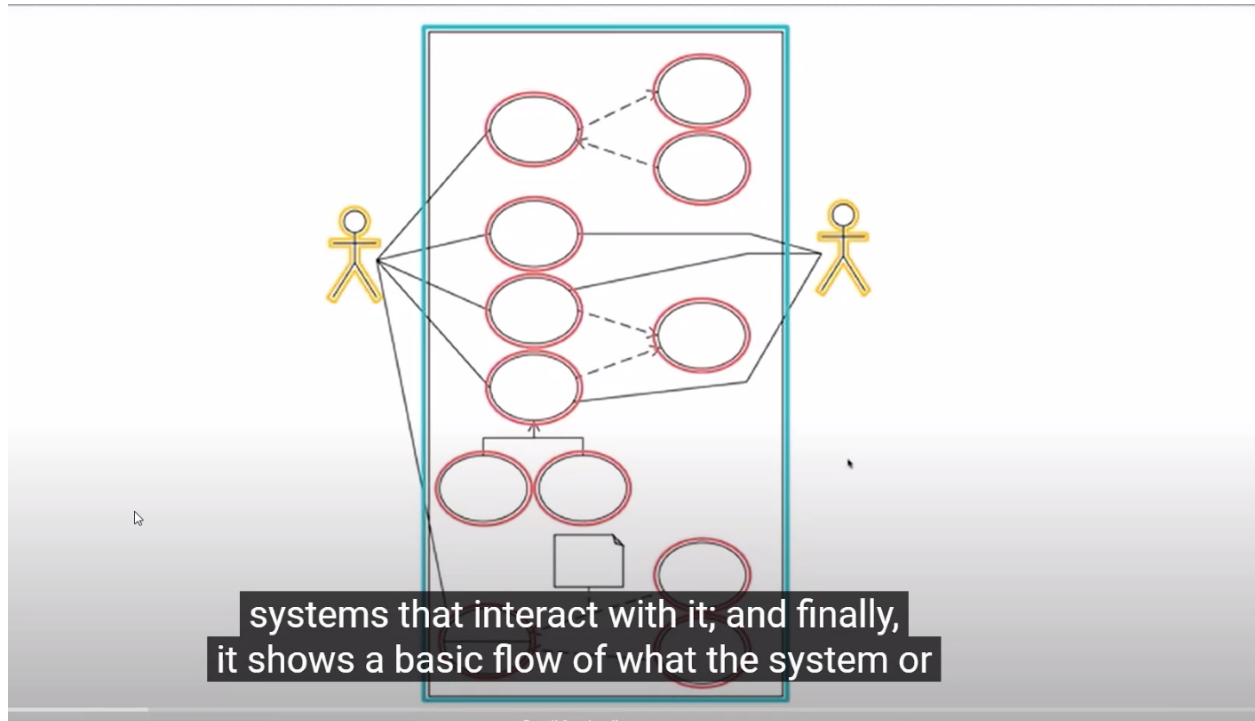 systems that interact with it; and finally,
it shows a basic flow of what the system or